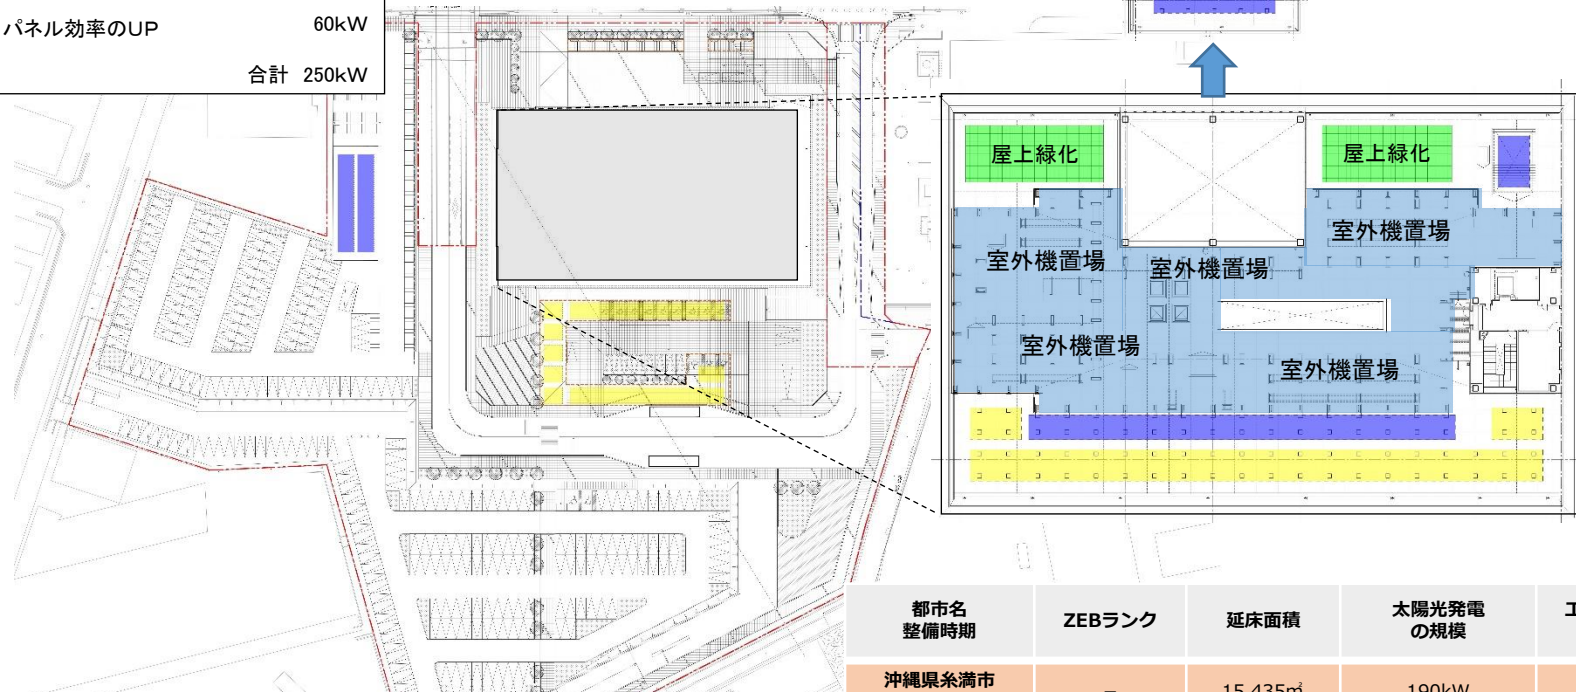 パネル効率のUP 60kW
合計 250kW
屋上緑化
屋上緑化
室外機置場
室外機置場
室外機置場
室外機置場
室外機置場
都市名
整備時期
ZEBランク
延床面積
太陽光発電
の規模
沖縄県糸満市
－
15,435㎡
190kW